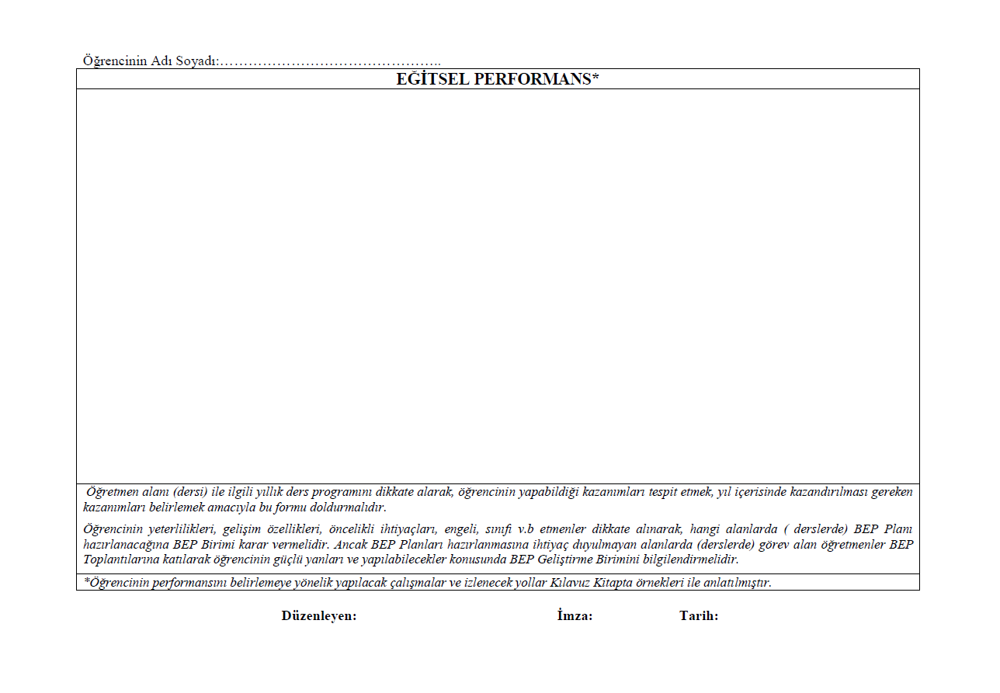 Öğrencinin Adı Soyadı:………………………………………..
EĞİTSEL PERFORMANS*
Öğretmen alanı (dersi) ile ilgili yıllık ders programını dikkate alarak, öğrencinin yapabildiği kazanımları tespit etmek, yıl içerisinde kazandırılması gereken
kazanımları belirlemek amacıyla bu formu doldurmalıdır.
Öğrencinin yeterlilikleri, gelişim özellikleri, öncelikli ihtiyaçları, engeli, sınıfı v.b etmenler dikkate alınarak, hangi alanlarda ( derslerde) BEP Planı
hazırlanacağına BEP Birimi karar vermelidir. Ancak BEP Planları hazırlanmasına ihtiyaç duyulmayan alanlarda (derslerde) görev alan öğretmenler BEP
Toplantılarına katılarak öğrencinin güçlü yanları ve yapılabilecekler konusunda BEP Geliştirme Birimini bilgilendirmelidir.
*Öğrencinin performansını belirlemeye yönelik yapılacak çalışmalar ve izlenecek yollar Kılavuz Kitapta örnekleri ile anlatılmıştır.
Düzenleyen: İmza: Tarih: